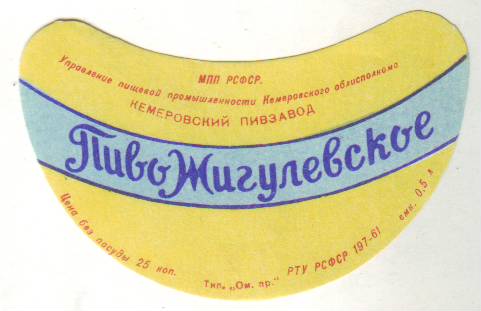 МПП РСФСР.
Управление пищевой промышленности Кемеровского облисполкома
КЕМЕРОВСКИЙ ПИВЗАВОД
Пиво Жигулевское
Цена без посуды 25 коп.
Тип. „Ом. пр."
РТУ РСФСР 197-61
емк. 0,5 л